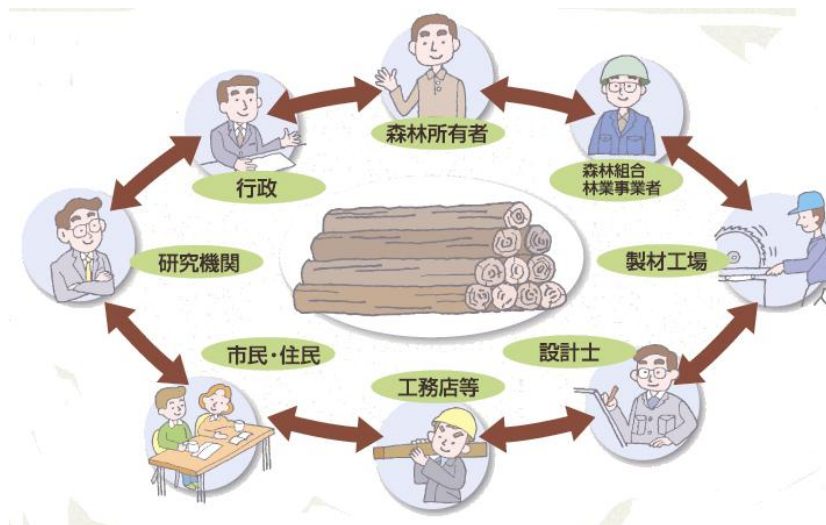 森林所有者
行政
森林組合
林業事業者
研究機関
製材工場
市民・住民
設計士
工務店等